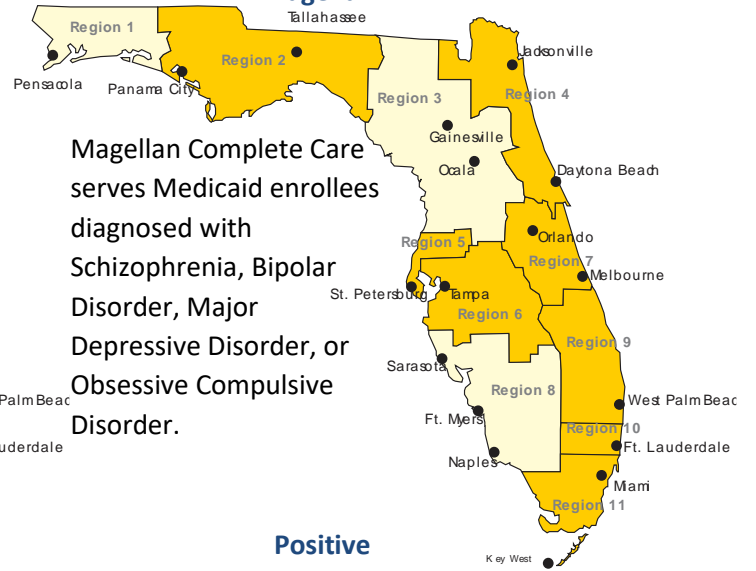 Tallahassee
Region 1
Region 2
Jacksonville
Pensacola
Panama City
Region 3
Region 4
Gainesville
Ocala
Daytona Beach
Magellan Complete Care
serves Medicaid enrollees
diagnosed with
Schizophrenia, Bipolar
Disorder, Major
Depressive Disorder, or
Obsessive Compulsive
Disorder.
Region 5
Orlando
Region 7
Melbourne
St. Petersburg
Tampa
Region 6
Region 9
Sarasota
Region 8
Palm Beac
West Palm Beac
Ft. Myers
Region 10
uderdale
Ft. Lauderdale
Naples
Miami
Region 11
Positive
Key West